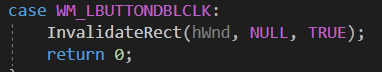 case WM_LBUTTONDBLCLK:
InvalidateRect(hWnd, NULL, TRUE);
return 0;